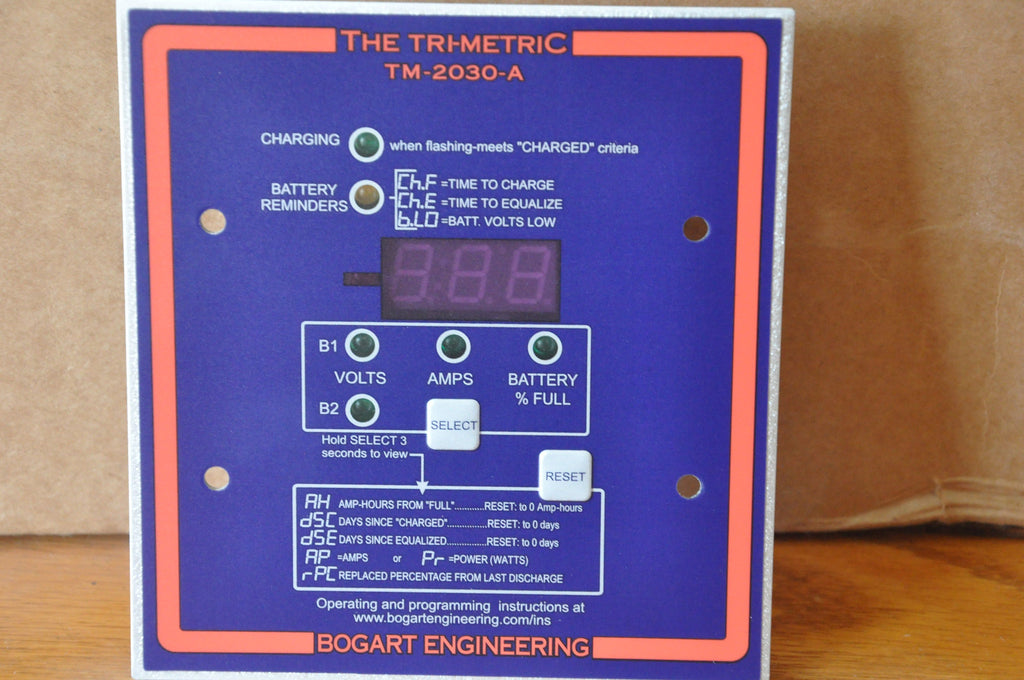 THE TRI-METRIC
TM-2030-A
CHARGING when flashing-meets "CHARGED" criteria
BATTERY REMINDERS
Ch.F =TIME TO CHARGE
Ch.E =TIME TO EQUALIZE
b.LO =BATT. VOLTS LOW
B1
VOLTS AMPS BATTERY
% FULL
B2
SELECT
Hold SELECT 3
seconds to view
RESET
AH AMP-HOURS FROM "FULL"............RESET: to 0 Amp-hours
dSC DAYS SINCE "CHARGED"................RESET: to 0 days
dSE DAYS SINCE EQUALIZED................RESET: to 0 days
AP =AMPS or Pr =POWER (WATTS)
rPC REPLACED PERCENTAGE FROM LAST DISCHARGE
Operating and programming instructions at
www.bogartengineering.com/ins
BOGART ENGINEERING